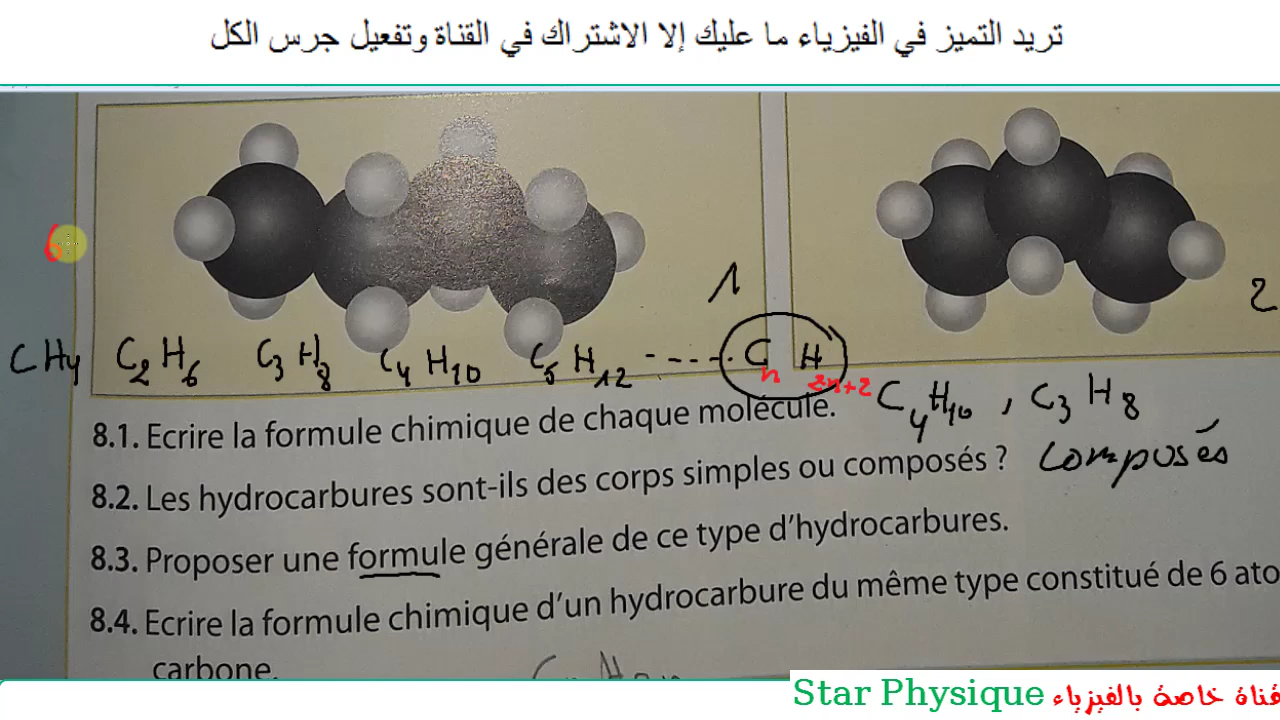 تريد التميز في الفيزياء ما عليك إلا الاشتراك في القناة وتفعيل جرس الكل
6
1
2
CH4 C2H6 C3H8 C4H10 C5H12 ----- CnH2n+2
8.1. Ecrire la formule chimique de chaque molécule. C4H10, C3H8
8.2. Les hydrocarbures sont-ils des corps simples ou composés ? composés
8.3. Proposer une formule générale de ce type d'hydrocarbures.
8.4. Ecrire la formule chimique d'un hydrocarbure du même type constitué de 6 ato
carbone.
Star Physique قناة خاصة بالفيزياء